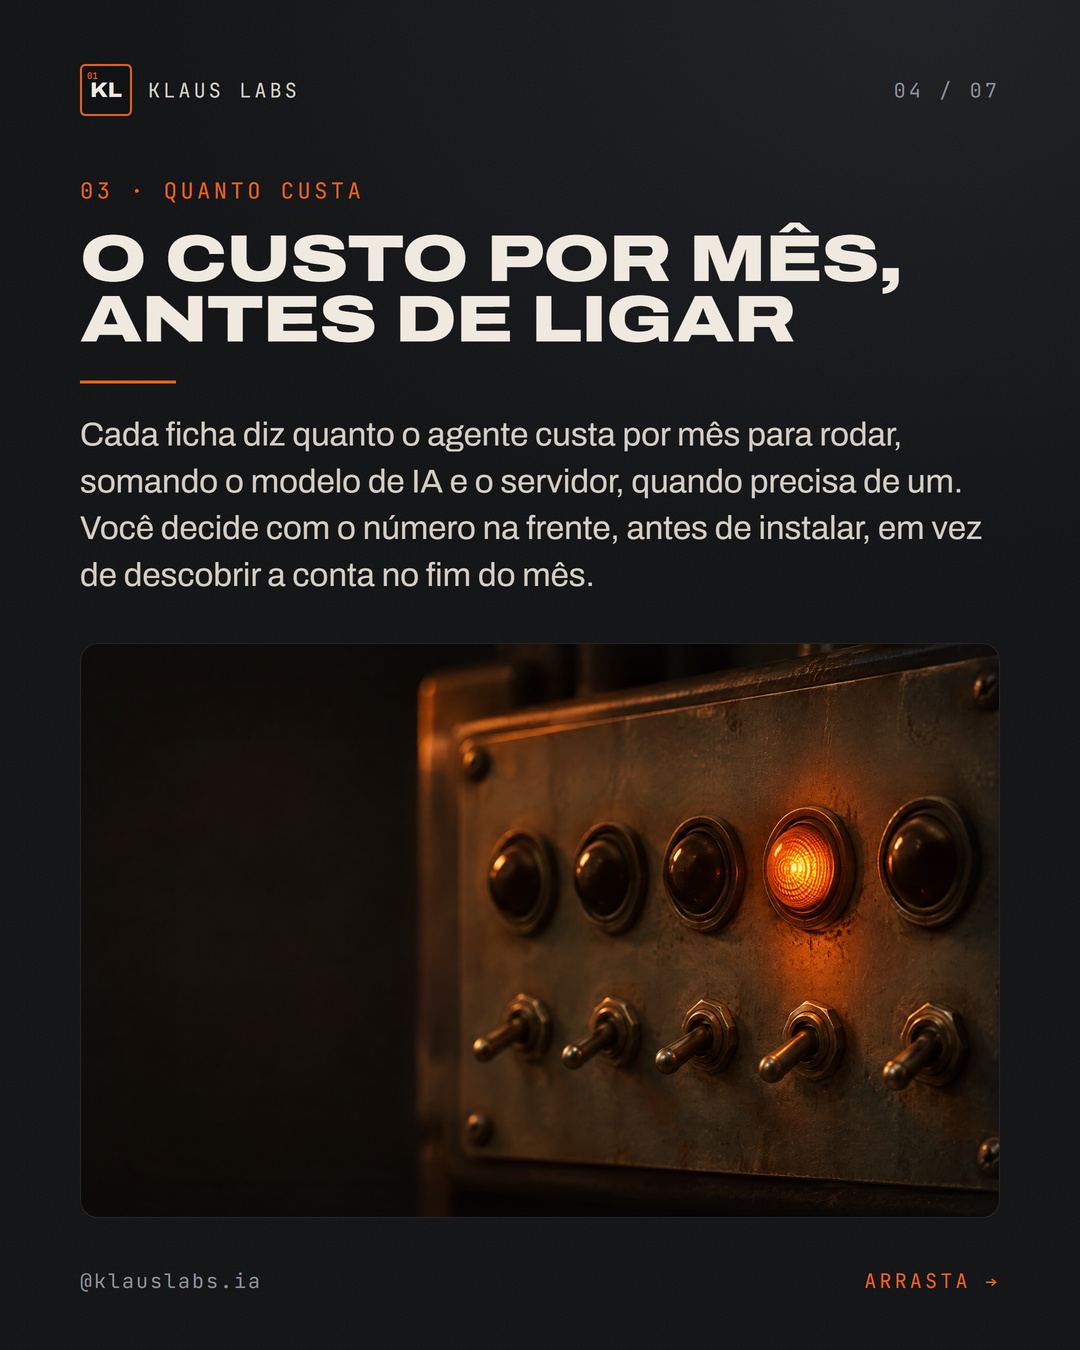 01
KL
KLAUS LABS
04 / 07
03 · QUANTO CUSTA
O CUSTO POR MÊS,
ANTES DE LIGAR
Cada ficha diz quanto o agente custa por mês para rodar,
somando o modelo de IA e o servidor, quando precisa de um.
Você decide com o número na frente, antes de instalar, em vez
de descobrir a conta no fim do mês.
@klauslabs.ia
ARRASTA →